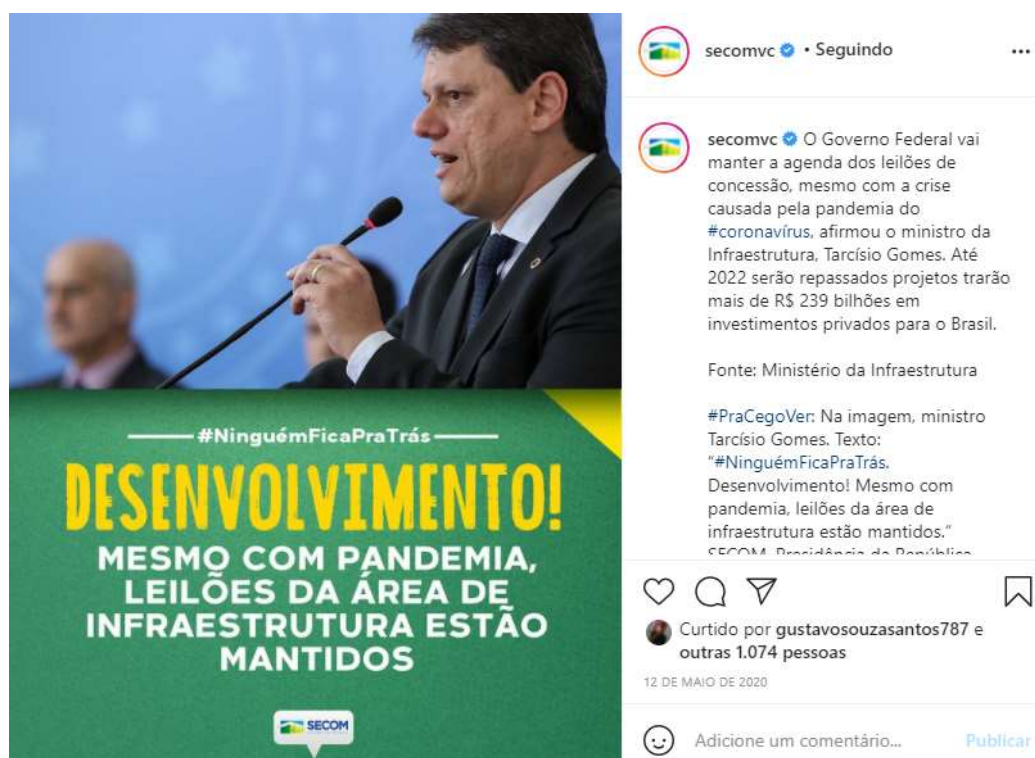 secomvc • Seguindo
secomvc O Governo Federal vai
manter a agenda dos leilões de
concessão, mesmo com a crise
causada pela pandemia do
#coronavírus, afirmou o ministro da
Infraestrutura, Tarcísio Gomes. Até
2022 serão repassados projetos trarão
mais de R$ 239 bilhões em
investimentos privados para o Brasil.
Fonte: Ministério da Infraestrutura
#PraCegoVer: Na imagem, ministro
Tarcísio Gomes. Texto:
"#NinguémFicaPraTrás.
Desenvolvimento! Mesmo com
pandemia, leilões da área de
infraestrutura estão mantidos."
SECOM, Presidência da República
Curtido por gustavosouzasantos787 e
outras 1.074 pessoas
12 DE MAIO DE 2020
Adicione um comentário... Publicar
#NinguémFicaPraTrás
DESENVOLVIMENTO!
MESMO COM PANDEMIA,
LEILÕES DA ÁREA DE
INFRAESTRUTURA ESTÃO
MANTIDOS
SECOM